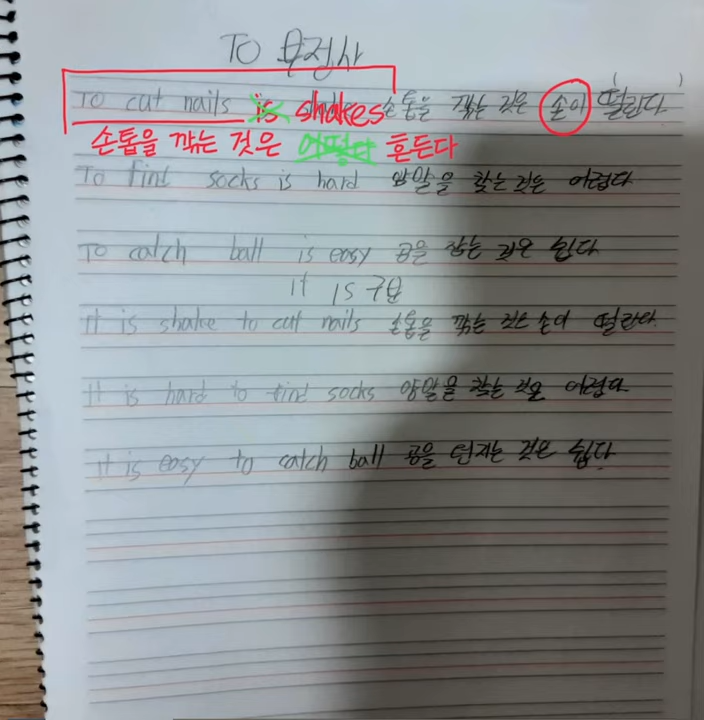 TO 부정사
To cut nails is shakes 손톱을 깎는 것은 손이 떨린다
손톱을 깎는 것은 어떻다 흔든다
To find socks is hard 양말을 찾는것은 어렵다
To catch ball is easy 공을 잡는 것은 쉽다
it is 구문
It is shake to cut nails 손톱을 깎는 것은 손이 떨린다.
It is hard to find socks 양말을 찾는 것은 어렵다
It is easy to catch ball 공을 던지는 것은 쉽다.